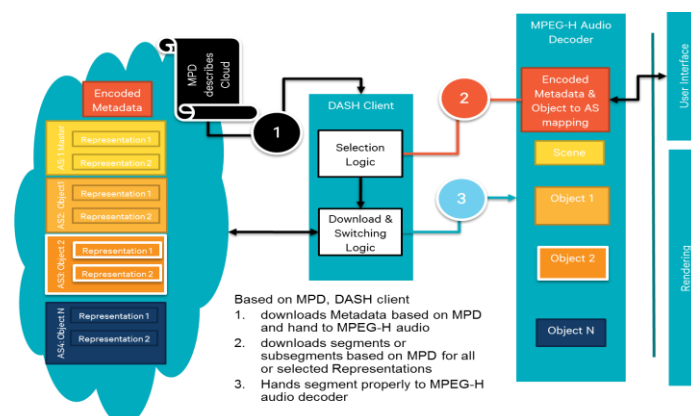 MPEG-H Audio
Decoder
MPD
describes
Cloud
Encoded
Metadata
DASH Client
1
2
Encoded
Metadata &
Object to AS
mapping
User Interface
AS:1 Master
Representation 1
Representation 2
Selection
Logic
Scene
AS2: Object1
Representation 1
Representation 2
3
Object 1
Download &
Switching
Logic
AS3: Object 2
Representation 1
Representation 2
Object 2
Rendering
AS4: Object N
Representation 1
Representation 2
Object N
Based on MPD, DASH client
1. downloads Metadata based on MPD
and hand to MPEG-H audio
2. downloads segments or
subsegments based on MPD for all
or selected Representations
3. Hands segment properly to MPEG-H
audio decoder